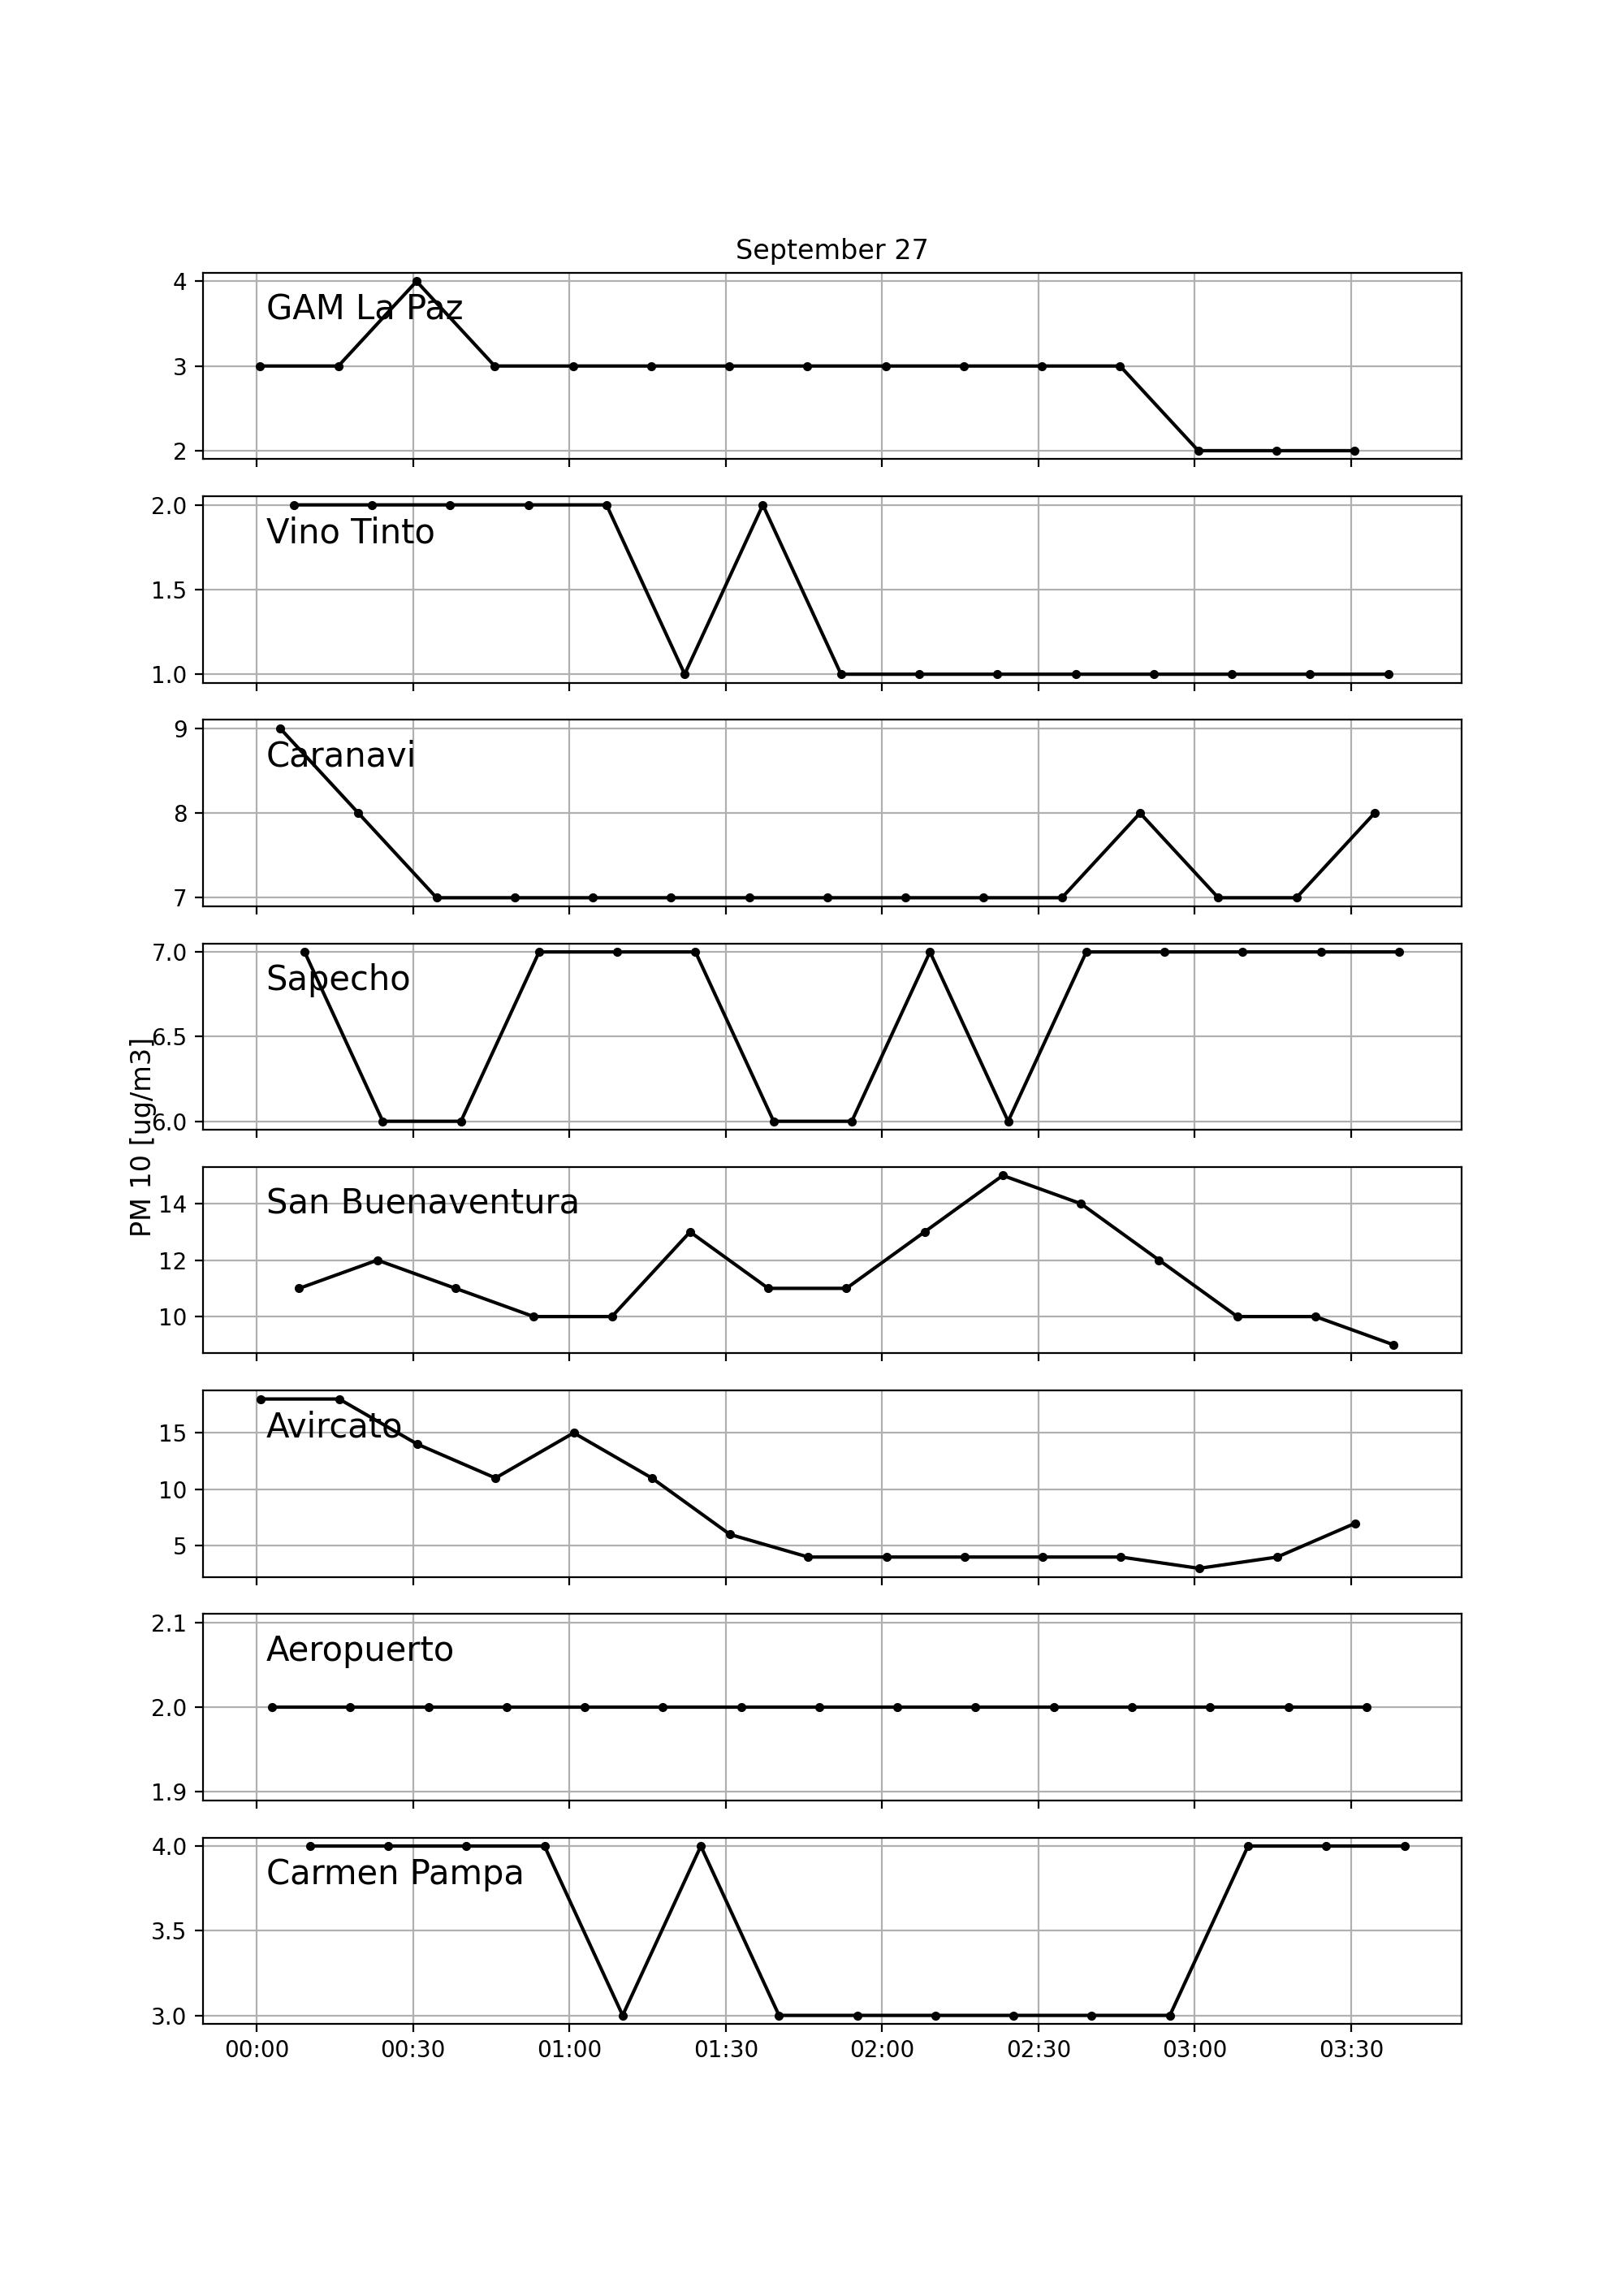 September 27
4
GAM La Paz
3
2
2.0
Vino Tinto
1.5
1.0
9
Caranavi
8
7
7.0
Sapecho
6.5
6.0
PM 10 [ug/m3]
San Buenaventura
14
12
10
Avircato
15
10
5
2.1
Aeropuerto
2.0
1.9
4.0
Carmen Pampa
3.5
3.0
00:00 00:30 01:00 01:30 02:00 02:30 03:00 03:30